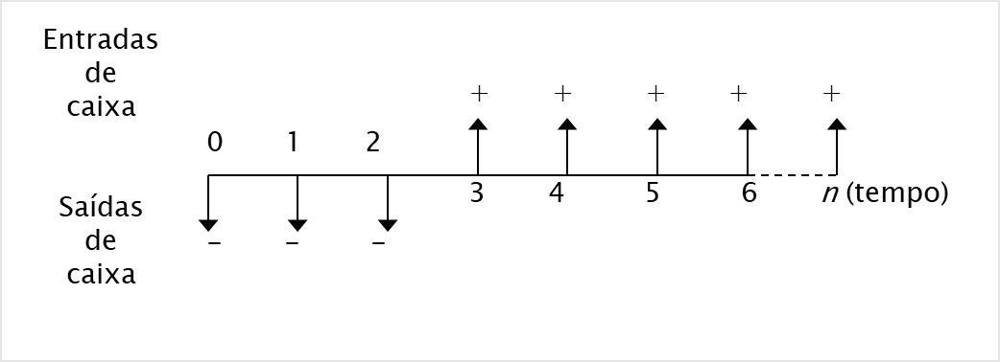 Entradas
de
caixa
+ + + + +
0 1 2
3 4 5 6 n (tempo)
Saídas
de
caixa
– – –